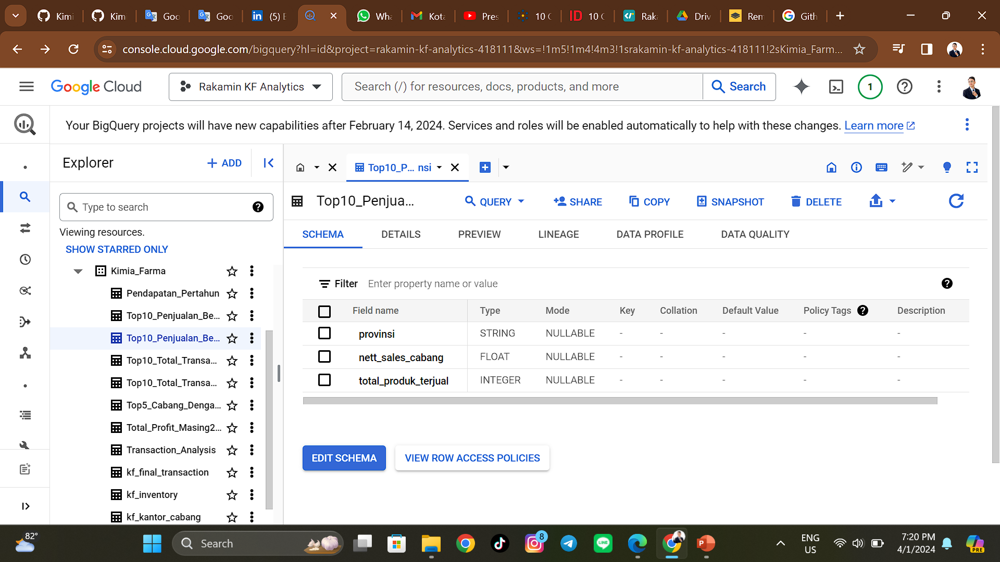 Kimi
Kimi
Goo
Goo
(5) E
Wha
Kota
Pres
10 C
10 C
Raka
Driv
Rem
Gith
console.cloud.google.com/bigquery?hl=id&project=rakamin-kf-analytics-418111&ws=!1m5!1m4!4m3!1srakamin-kf-analytics-418111!2sKimia_Farm...
Google Cloud
Rakamin KF Analytics
Search (/) for resources, docs, products, and more
Search
1
Your BigQuery projects will have new capabilities after February 14, 2024. Services and roles will be enabled automatically to help with these changes. Learn more
Explorer
ADD
Top10_P... nsi
Type to search
Viewing resources.
SHOW STARRED ONLY
Kimia_Farma
Pendapatan_Pertahun
Top10_Penjualan_Be...
Top10_Penjualan_Be...
Top10_Total_Transa...
Top10_Total_Transa...
Top5_Cabang_Denga...
Total_Profit_Masing2...
Transaction_Analysis
kf_final_transaction
kf_inventory
kf_kantor_cabang
Top10_Penjua...
QUERY
SHARE
COPY
SNAPSHOT
DELETE
SCHEMA DETAILS PREVIEW LINEAGE DATA PROFILE DATA QUALITY
Filter Enter property name or value
Field name Type Mode Key Collation Default Value Policy Tags Description
provinsi STRING NULLABLE - - - - -
nett_sales_cabang FLOAT NULLABLE - - - - -
total_produk_terjual INTEGER NULLABLE - - - - -
EDIT SCHEMA
VIEW ROW ACCESS POLICIES
82°
Search
8
ENG
US
7:20 PM
4/1/2024
PRE